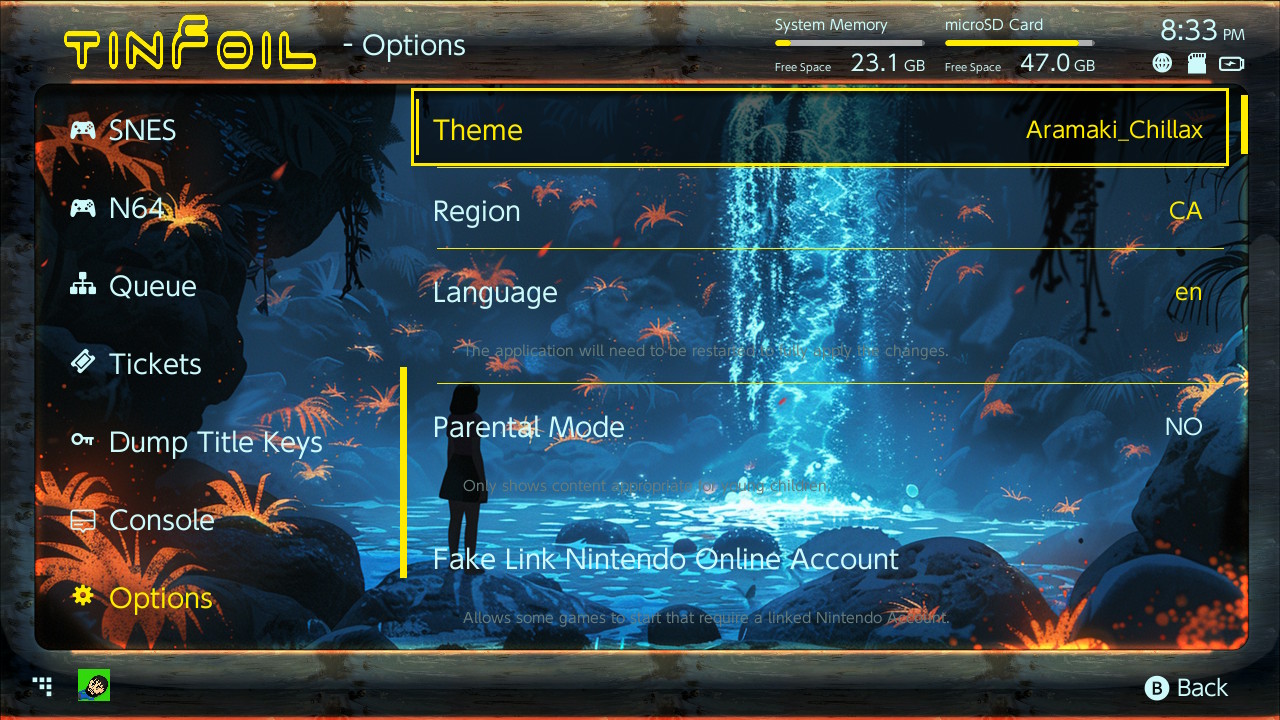 TINFOIL - Options
System Memory
Free Space 23.1 GB
microSD Card
Free Space 47.0 GB
8:33 PM
SNES
N64
Queue
Tickets
Dump Title Keys
Console
Options
Theme Aramaki_Chillax
Region CA
Language en
The application will need to be restarted to fully apply the changes.
Parental Mode NO
Only shows content appropriate for young children.
Fake Link Nintendo Online Account
Allows some games to start that require a linked Nintendo Account.
B Back